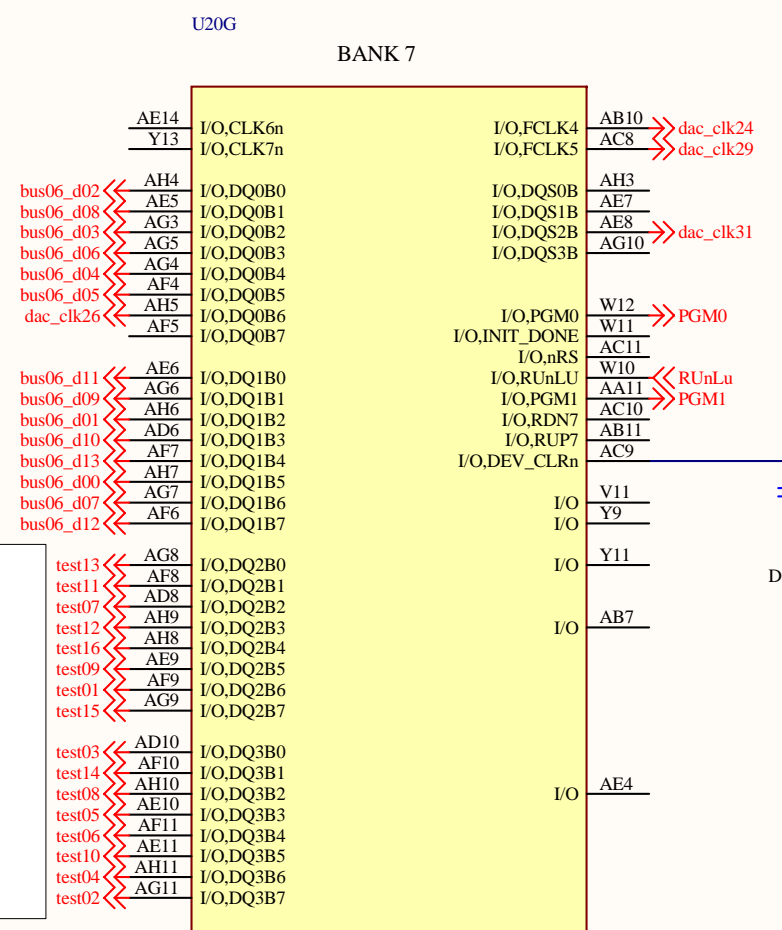 U20G
BANK 7
AE14 I/O,CLK6n
Y13 I/O,CLK7n
bus06_d02 AH4 I/O,DQ0B0
bus06_d08 AE5 I/O,DQ0B1
bus06_d03 AG3 I/O,DQ0B2
bus06_d06 AG5 I/O,DQ0B3
bus06_d04 AG4 I/O,DQ0B4
bus06_d05 AF4 I/O,DQ0B5
dac_clk26 AH5 I/O,DQ0B6
AF5 I/O,DQ0B7
bus06_d11 AE6 I/O,DQ1B0
bus06_d09 AG6 I/O,DQ1B1
bus06_d01 AH6 I/O,DQ1B2
bus06_d10 AD6 I/O,DQ1B3
bus06_d13 AF7 I/O,DQ1B4
bus06_d00 AH7 I/O,DQ1B5
bus06_d07 AG7 I/O,DQ1B6
bus06_d12 AF6 I/O,DQ1B7
test13 AG8 I/O,DQ2B0
test11 AF8 I/O,DQ2B1
test07 AD8 I/O,DQ2B2
test12 AH9 I/O,DQ2B3
test16 AH8 I/O,DQ2B4
test09 AE9 I/O,DQ2B5
test01 AF9 I/O,DQ2B6
test15 AG9 I/O,DQ2B7
test03 AD10 I/O,DQ3B0
test14 AF10 I/O,DQ3B1
test08 AH10 I/O,DQ3B2
test05 AE10 I/O,DQ3B3
test06 AF11 I/O,DQ3B4
test10 AE11 I/O,DQ3B5
test04 AH11 I/O,DQ3B6
test02 AG11 I/O,DQ3B7
I/O,FCLK4 AB10 dac_clk24
I/O,FCLK5 AC8 dac_clk29
I/O,DQS0B AH3
I/O,DQS1B AE7
I/O,DQS2B AE8 dac_clk31
I/O,DQS3B AG10
I/O,PGM0 W12 PGM0
I/O,INIT_DONE W11
I/O,nRS AC11
I/O,RUnLU W10 RUnLu
I/O,PGM1 AA11 PGM1
I/O,RDN7 AC10
I/O,RUP7 AB11
I/O,DEV_CLRn AC9
I/O V11
I/O Y9
I/O Y11
I/O AB7
I/O AE4
D